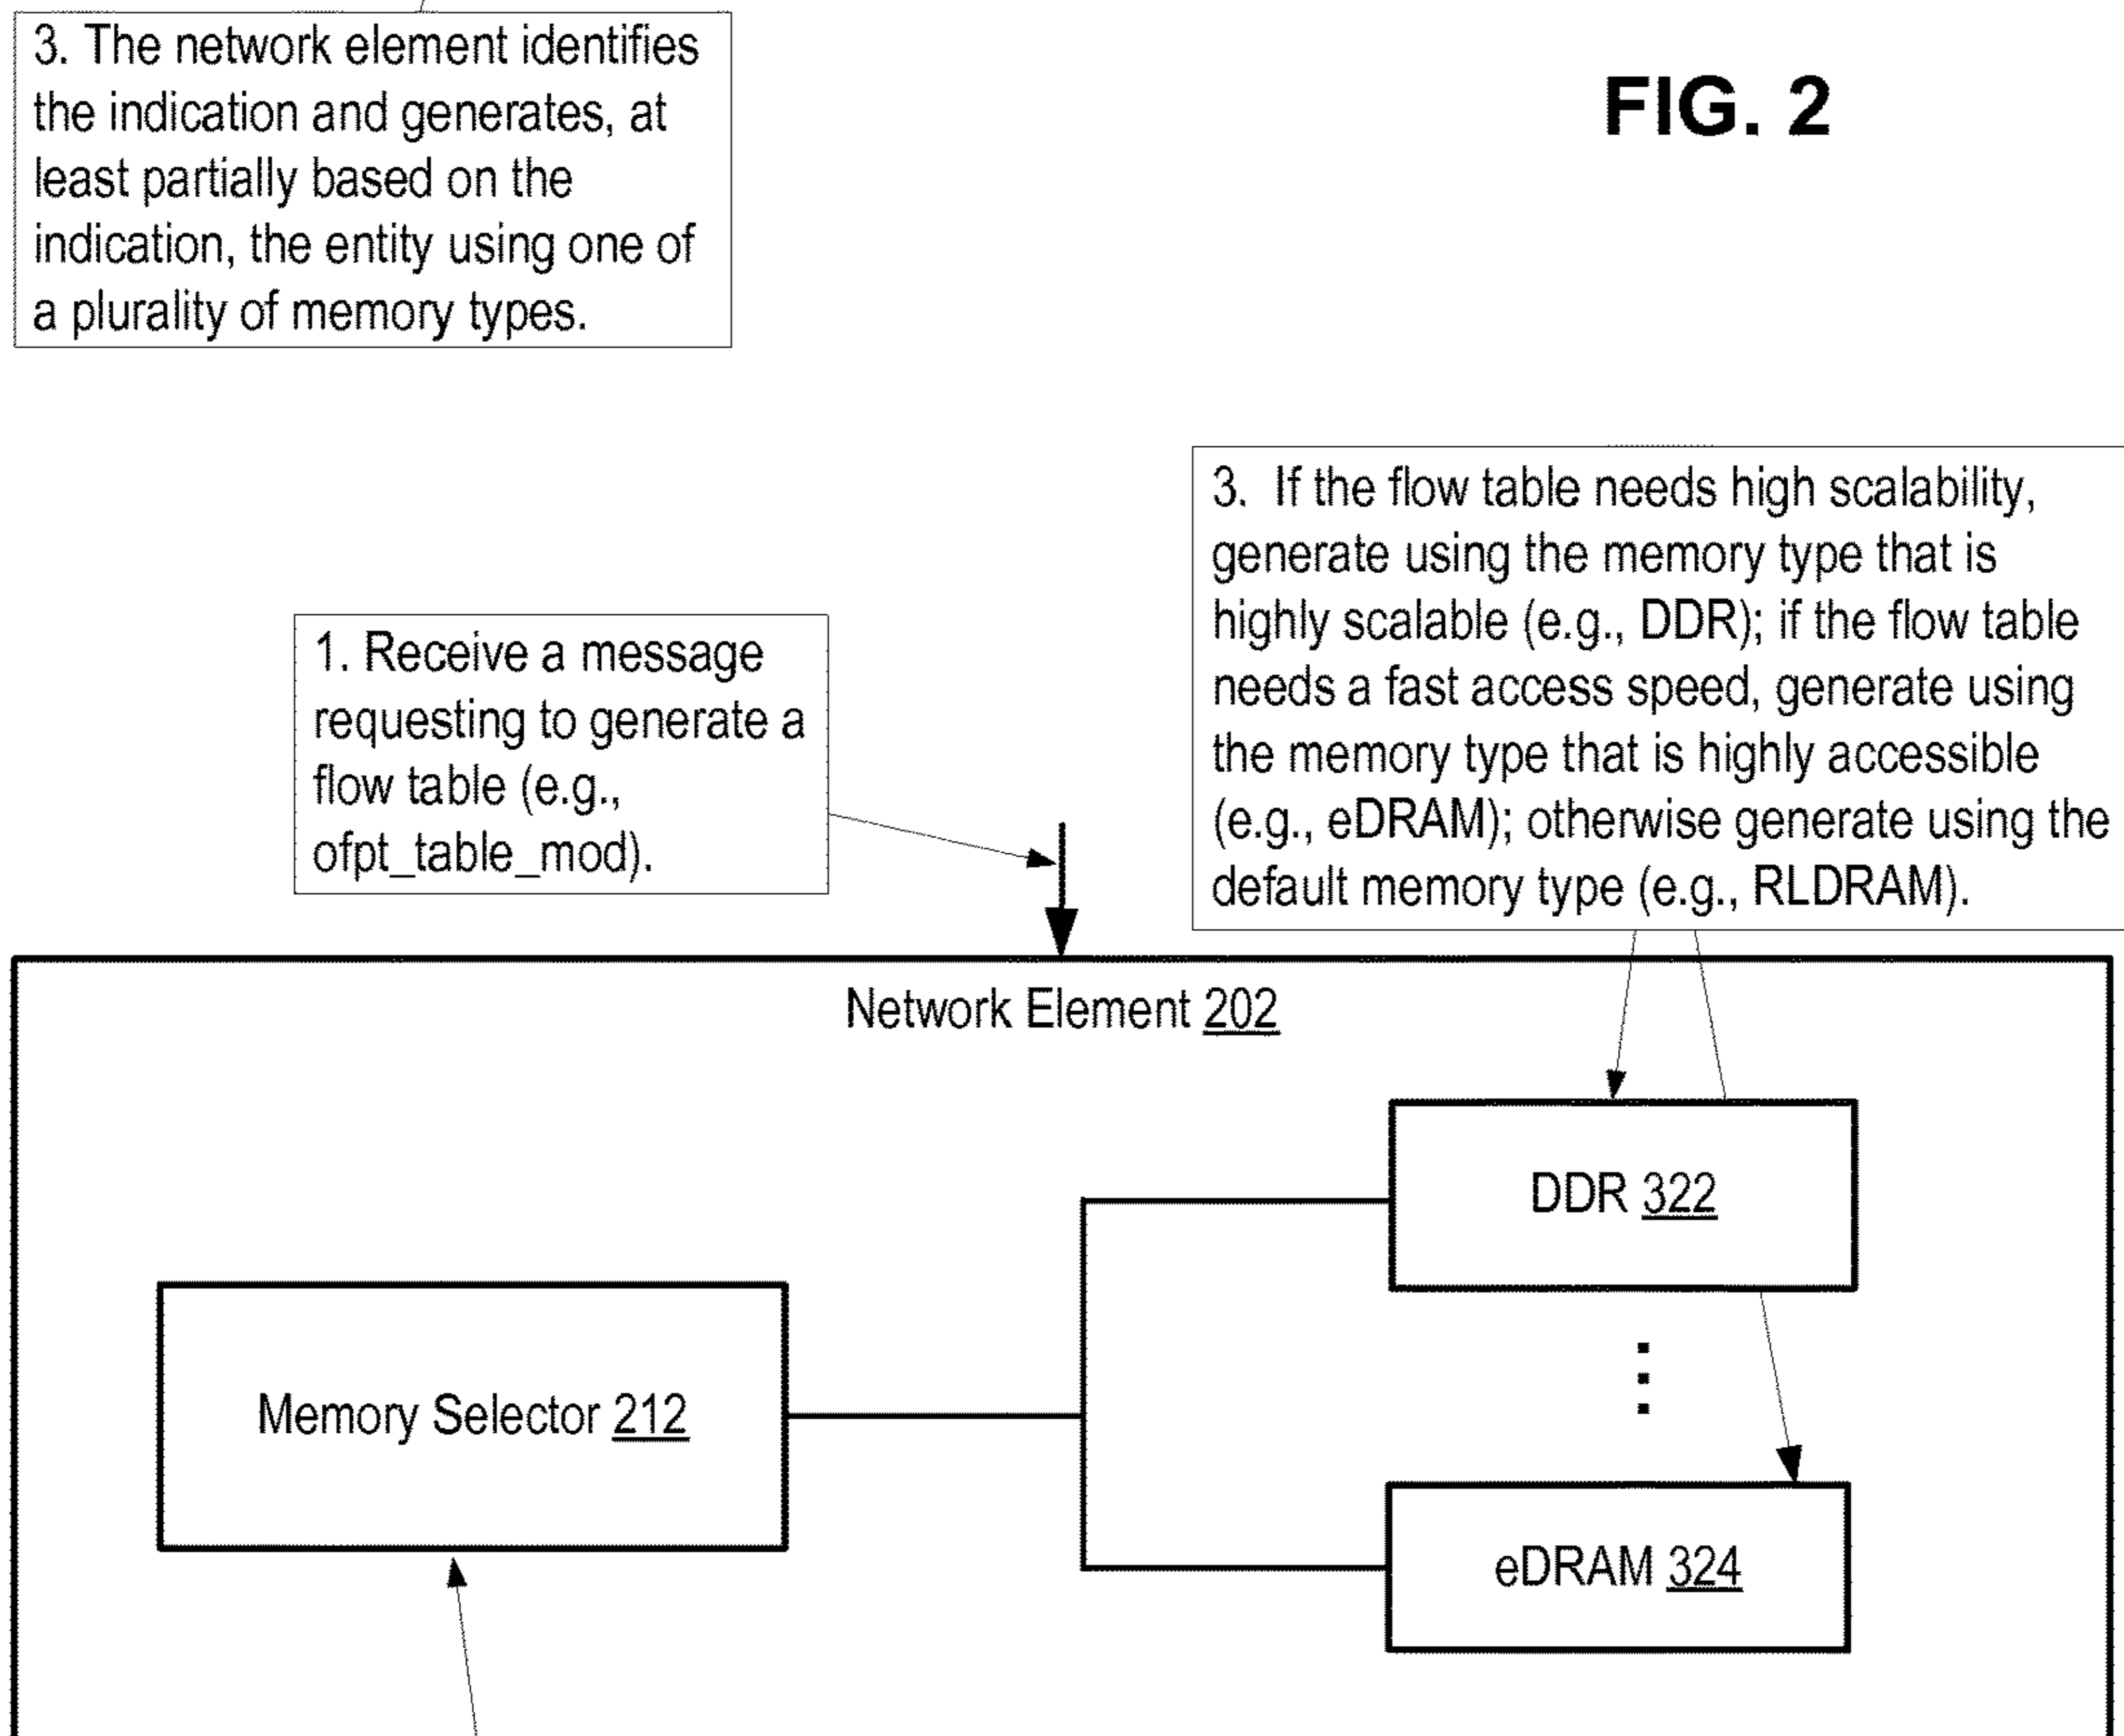 3. The network element identifies
the indication and generates, at
least partially based on the
indication, the entity using one of
a plurality of memory types.
FIG. 2
3. If the flow table needs high scalability,
generate using the memory type that is
highly scalable (e.g., DDR); if the flow table
needs a fast access speed, generate using
the memory type that is highly accessible
(e.g., eDRAM); otherwise generate using the
default memory type (e.g., RLDRAM).
1. Receive a message
requesting to generate a
flow table (e.g.,
ofpt_table_mod).
Network Element 202
DDR 322
Memory Selector 212
eDRAM 324